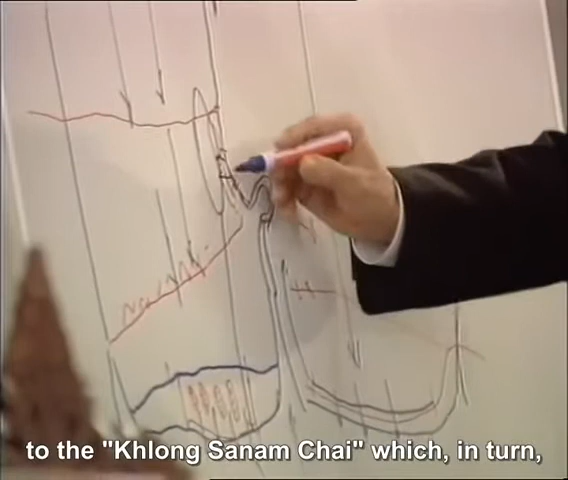 to the "Khlong Sanam Chai" which, in turn,